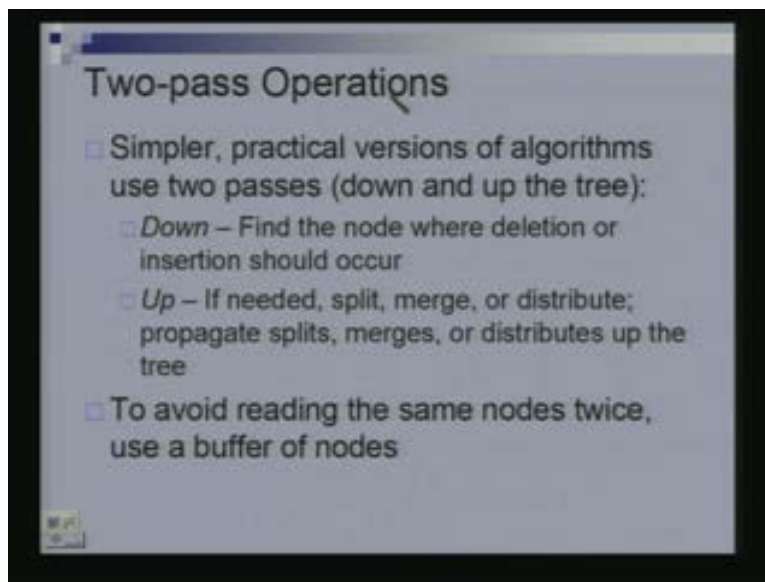 Two-pass Operations
Simpler, practical versions of algorithms
use two passes (down and up the tree):
Down – Find the node where deletion or
insertion should occur
Up – If needed, split, merge, or distribute;
propagate splits, merges, or distributes up the
tree
To avoid reading the same nodes twice,
use a buffer of nodes